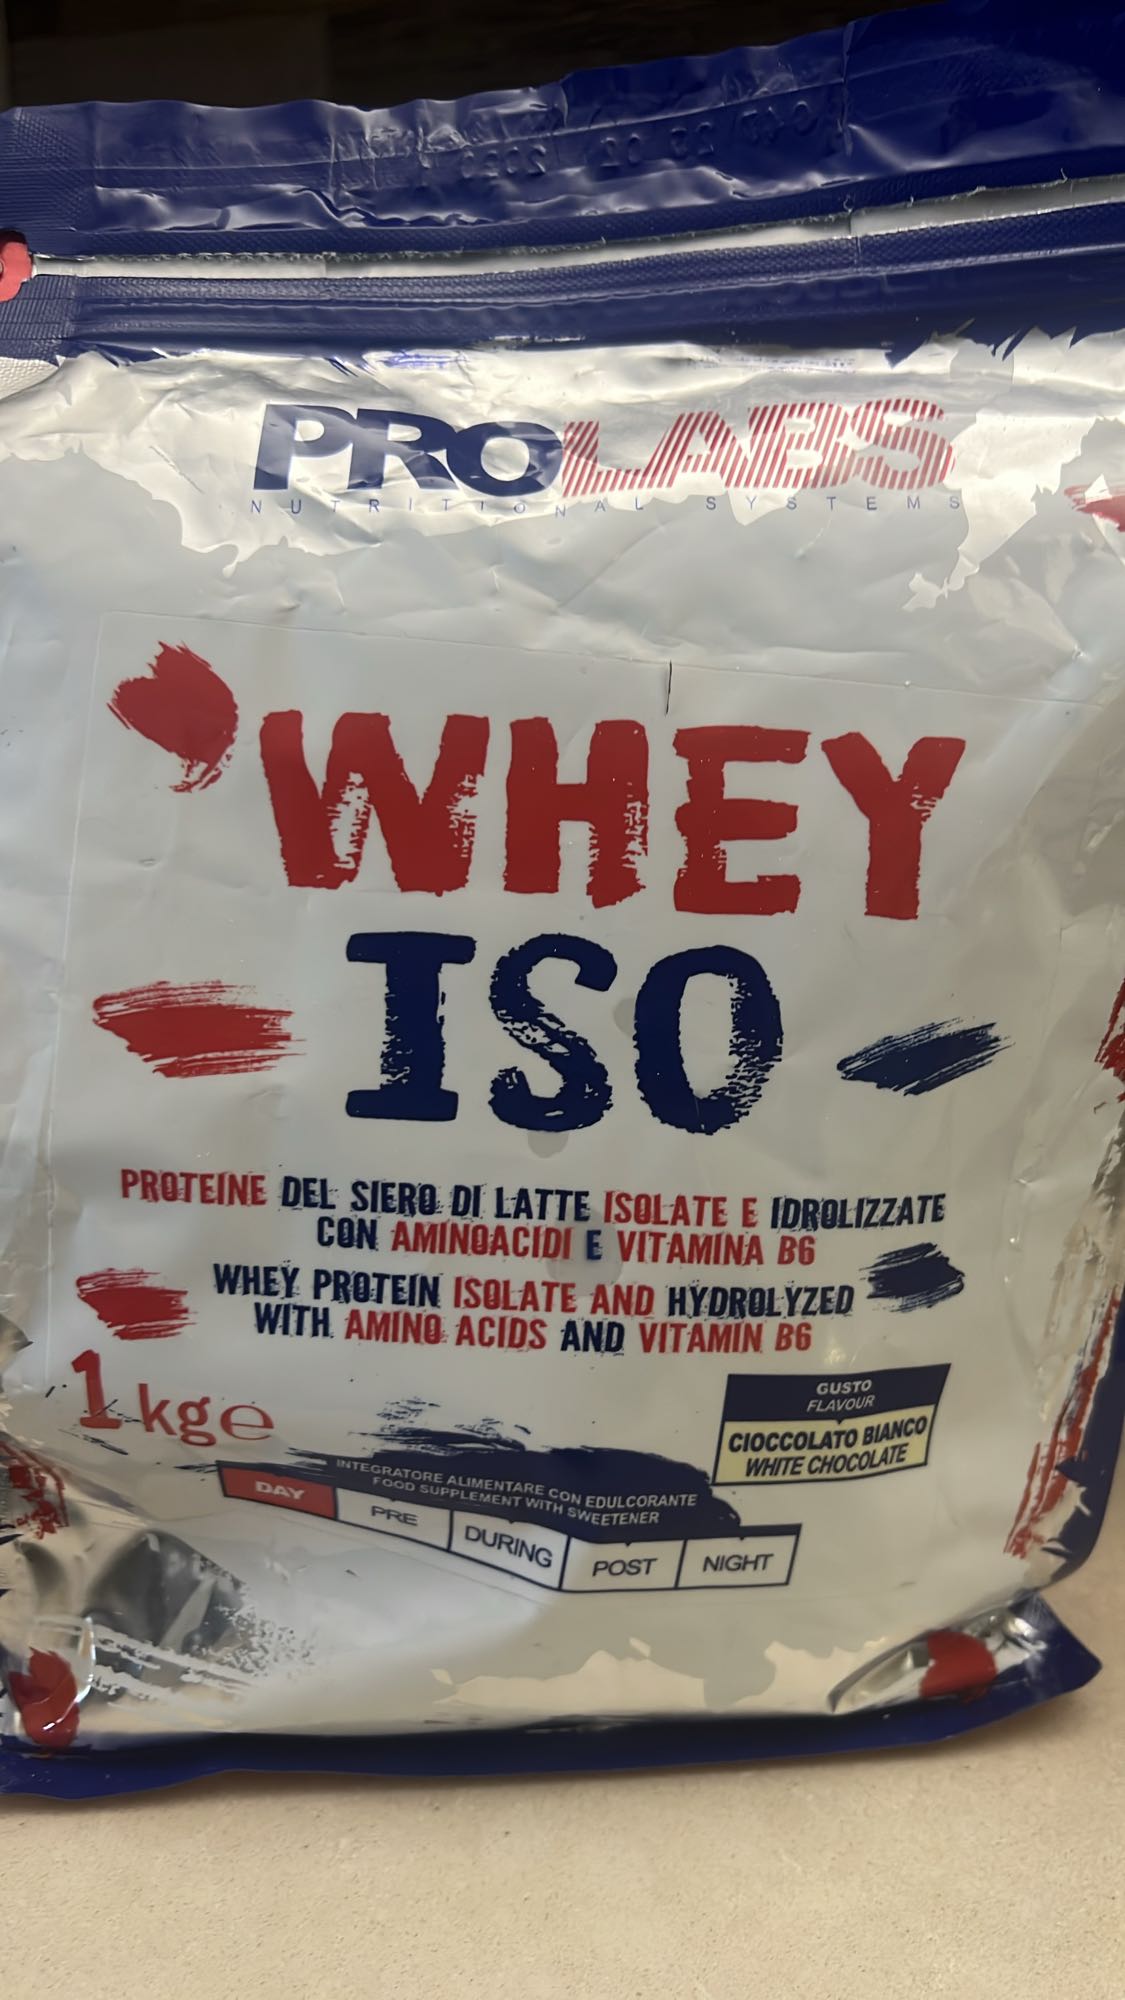 PROLABS
NUTRITIONAL SYSTEMS
WHEY
ISO
PROTEINE DEL SIERO DI LATTE ISOLATE E IDROLIZZATE
CON AMINOACIDI E VITAMINA B6
WHEY PROTEIN ISOLATE AND HYDROLYZED
WITH AMINO ACIDS AND VITAMIN B6
1 kg e
GUSTO
FLAVOUR
CIOCCOLATO BIANCO
WHITE CHOCOLATE
INTEGRATORE ALIMENTARE CON EDULCORANTE
FOOD SUPPLEMENT WITH SWEETENER
DAY PRE DURING POST NIGHT